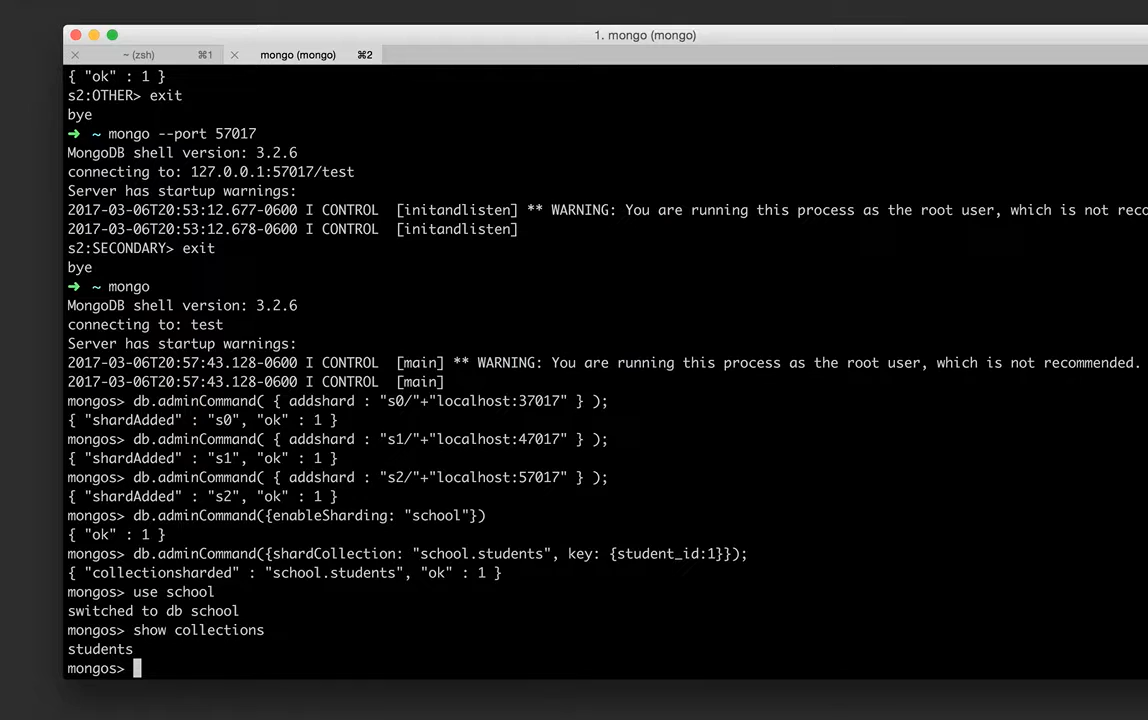 1. mongo (mongo)
~ (zsh) ⌘1 mongo (mongo) ⌘2
{ "ok" : 1 }
s2:OTHER> exit
bye
➜ ~ mongo --port 57017
MongoDB shell version: 3.2.6
connecting to: 127.0.0.1:57017/test
Server has startup warnings:
2017-03-06T20:53:12.677-0600 I CONTROL  [initandlisten] ** WARNING: You are running this process as the root user, which is not reco
2017-03-06T20:53:12.678-0600 I CONTROL  [initandlisten]
s2:SECONDARY> exit
bye
➜ ~ mongo
MongoDB shell version: 3.2.6
connecting to: test
Server has startup warnings:
2017-03-06T20:57:43.128-0600 I CONTROL  [main] ** WARNING: You are running this process as the root user, which is not recommended.
2017-03-06T20:57:43.128-0600 I CONTROL  [main]
mongos> db.adminCommand( { addshard : "s0/"+"localhost:37017" } );
{ "shardAdded" : "s0", "ok" : 1 }
mongos> db.adminCommand( { addshard : "s1/"+"localhost:47017" } );
{ "shardAdded" : "s1", "ok" : 1 }
mongos> db.adminCommand( { addshard : "s2/"+"localhost:57017" } );
{ "shardAdded" : "s2", "ok" : 1 }
mongos> db.adminCommand({enableSharding: "school"})
{ "ok" : 1 }
mongos> db.adminCommand({shardCollection: "school.students", key: {student_id:1}});
{ "collectionsharded" : "school.students", "ok" : 1 }
mongos> use school
switched to db school
mongos> show collections
students
mongos>